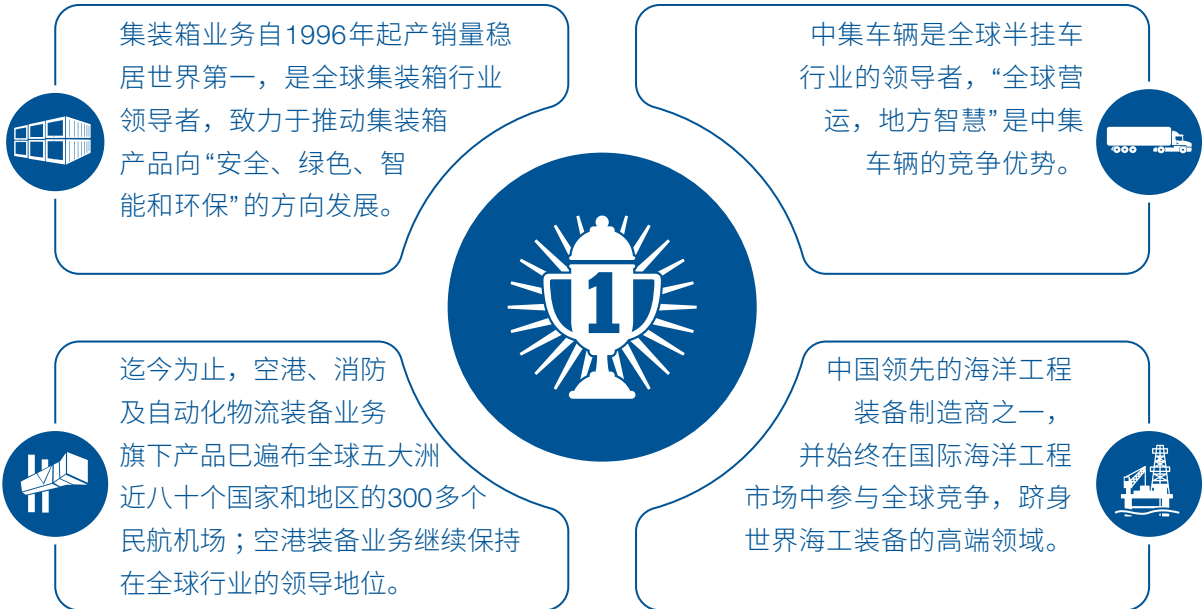 集装箱业务自1996年起产销量稳
居世界第一，是全球集装箱行业
领导者，致力于推动集装箱
产品向“安全、绿色、智
能和环保”的方向发展。
中集车辆是全球半挂车
行业的领导者，“全球营
运，地方智慧”是中集
车辆的竞争优势。
1
迄今为止，空港、消防
及自动化物流装备业务
旗下产品巳遍布全球五大洲
近八十个国家和地区的300多个
民航机场；空港装备业务继续保持
在全球行业的领导地位。
中国领先的海洋工程
装备制造商之一，
并始终在国际海洋工程
市场中参与全球竞争，跻身
世界海工装备的高端领域。